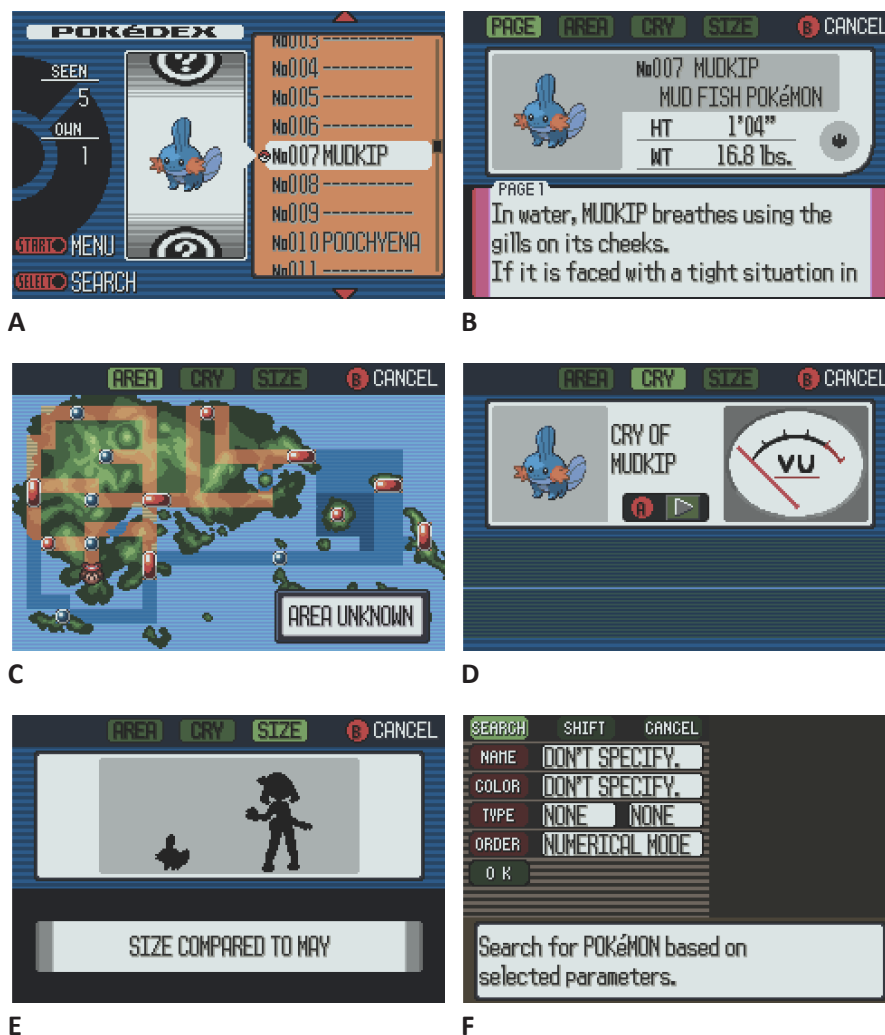 POKéDEX
SEEN
5
OWN
1
No003 ----------
No004 ----------
No005 ----------
No006 ----------
No007 MUDKIP
No008 ----------
No009 ----------
No010 POOCHYENA
No011 ----------
START MENU
SELECT SEARCH
A
PAGE AREA CRY SIZE B CANCEL
No007 MUDKIP
MUD FISH POKéMON
HT 1'04"
WT 16.8 lbs.
PAGE 1
In water, MUDKIP breathes using the
gills on its cheeks.
If it is faced with a tight situation in
B
AREA CRY SIZE B CANCEL
AREA UNKNOWN
C
AREA CRY SIZE B CANCEL
CRY OF
MUDKIP
A
VU
D
AREA CRY SIZE B CANCEL
SIZE COMPARED TO MAY
E
SEARCH SHIFT CANCEL
NAME DON'T SPECIFY.
COLOR DON'T SPECIFY.
TYPE NONE NONE
ORDER NUMERICAL MODE
OK
Search for POKéMON based on
selected parameters.
F